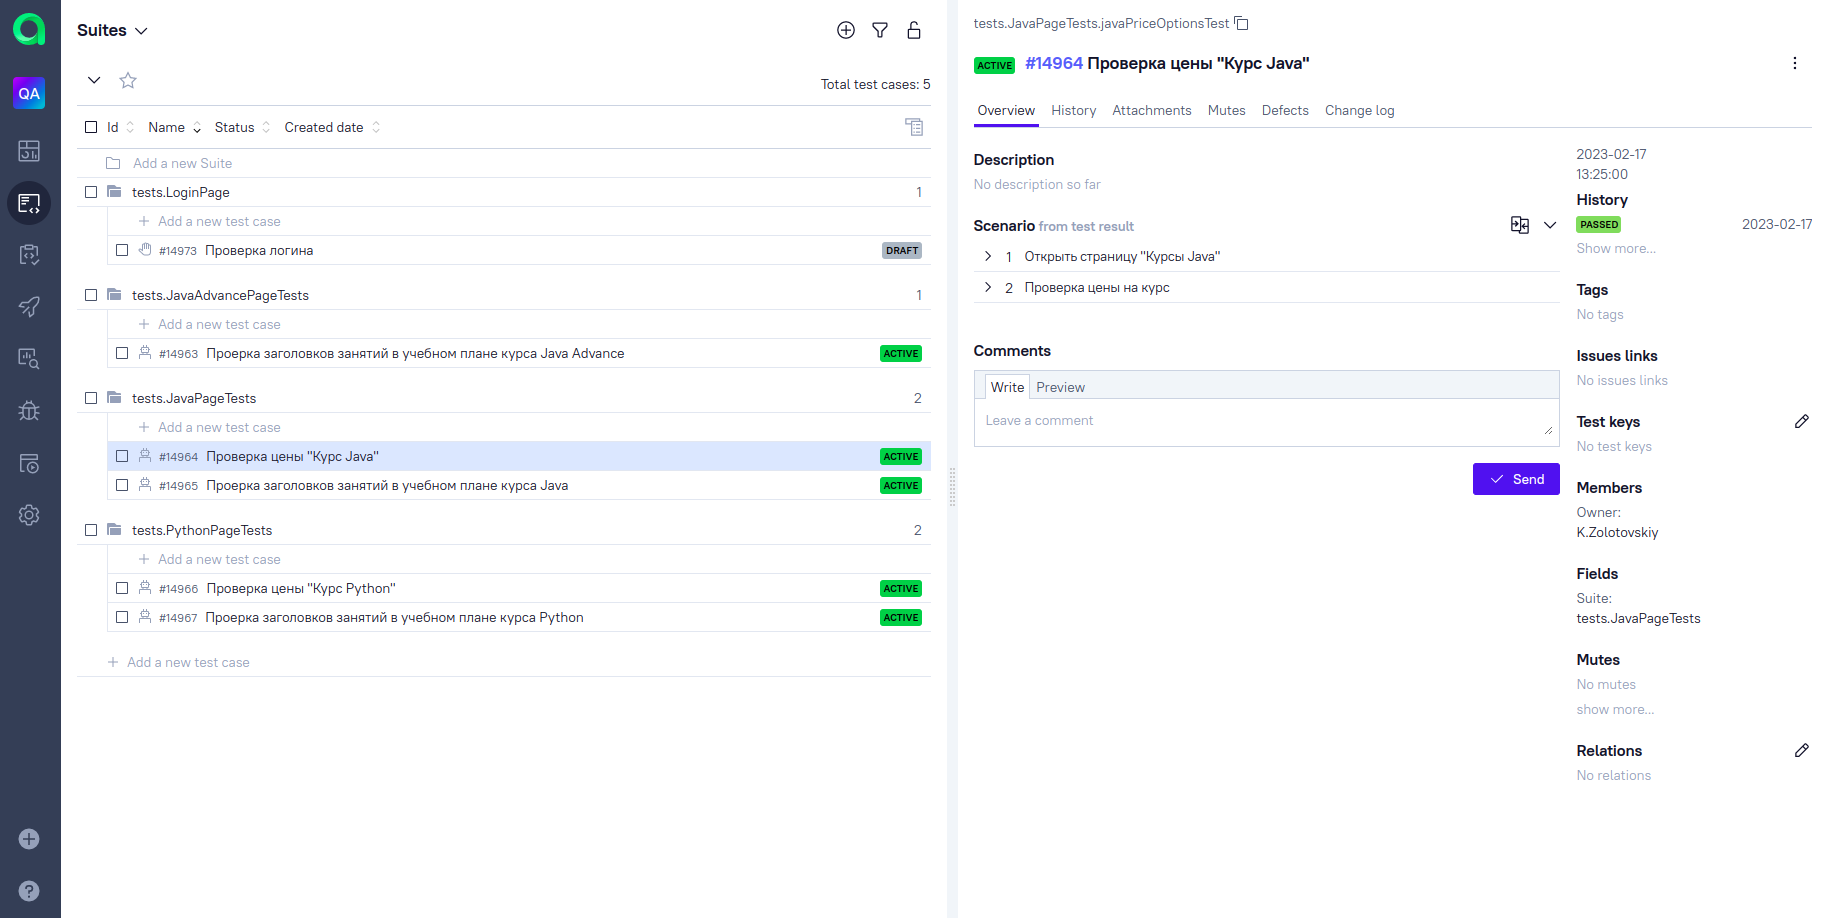 QA
Suites
Total test cases: 5
Id Name Status Created date
Add a new Suite
tests.LoginPage 1
Add a new test case
#14973 Проверка логина DRAFT
tests.JavaAdvancePageTests 1
Add a new test case
#14963 Проерка заголовков занятий в учебном плане курса Java Advance ACTIVE
tests.JavaPageTests 2
Add a new test case
#14964 Проверка цены "Курс Java" ACTIVE
#14965 Проерка заголовков занятий в учебном плане курса Java ACTIVE
tests.PythonPageTests 2
Add a new test case
#14966 Проверка цены "Курс Python" ACTIVE
#14967 Проерка заголовков занятий в учебном плане курса Python ACTIVE
Add a new test case
tests.JavaPageTests.javaPriceOptionsTest
ACTIVE #14964 Проверка цены "Курс Java"
Overview History Attachments Mutes Defects Change log
Description
No description so far
Scenario from test result
1 Открыть страницу "Курсы Java"
2 Проверка цены на курс
Comments
Write Preview
Leave a comment
Send
2023-02-17
13:25:00
History
PASSED 2023-02-17
Show more...
Tags
No tags
Issues links
No issues links
Test keys
No test keys
Members
Owner:
K.Zolotovskiy
Fields
Suite:
tests.JavaPageTests
Mutes
No mutes
show more...
Relations
No relations